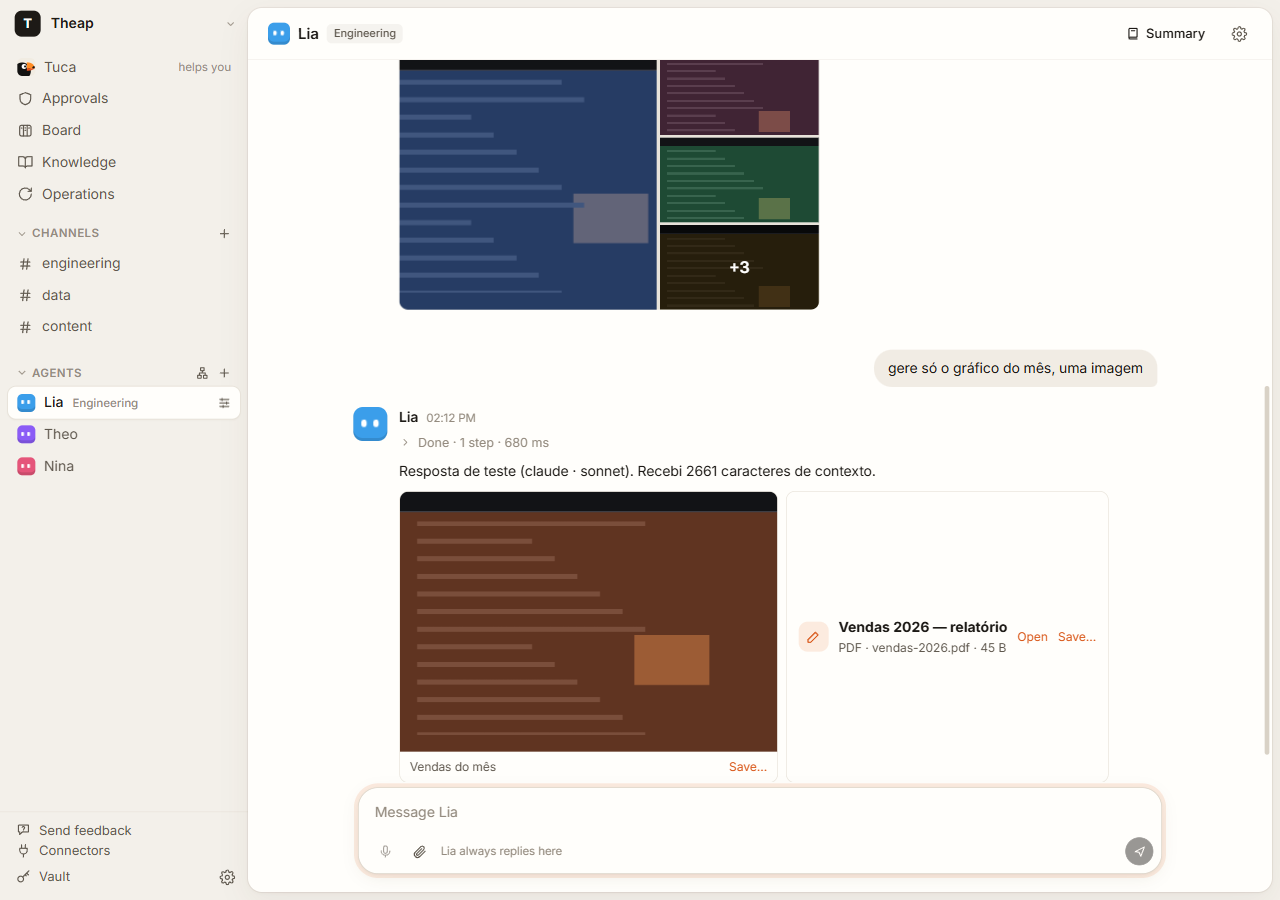 T Theap
Tuca helps you
Approvals
Board
Knowledge
Operations
CHANNELS
engineering
data
content
AGENTS
Lia Engineering
Theo
Nina
Send feedback
Connectors
Vault
Lia Engineering
Summary
+3
gere só o gráfico do mês, uma imagem
Lia 02:12 PM
Done · 1 step · 680 ms
Resposta de teste (claude · sonnet). Recebi 2661 caracteres de contexto.
Vendas do mês Save…
Vendas 2026 — relatório
PDF · vendas-2026.pdf · 45 B
Open Save…
Message Lia
Lia always replies here